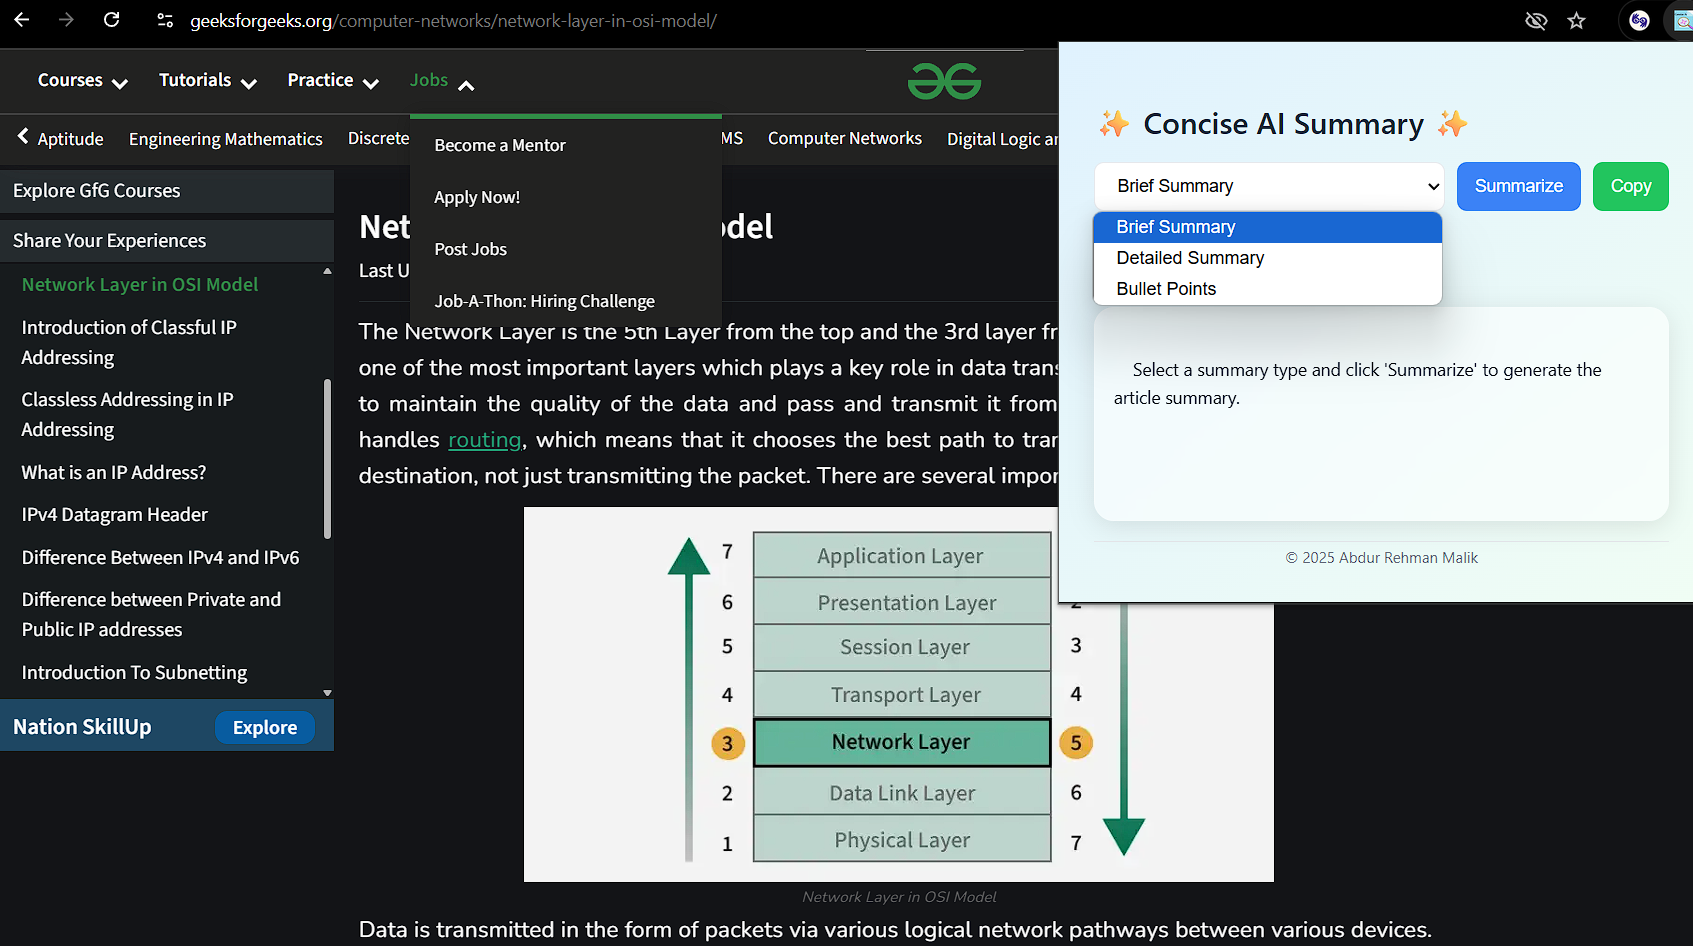 geeksforgeeks.org/computer-networks/network-layer-in-osi-model/
Courses
Tutorials
Practice
Jobs
Aptitude
Engineering Mathematics
Discrete
MS
Computer Networks
Digital Logic
Become a Mentor
Apply Now!
Post Jobs
Job-A-Thon: Hiring Challenge
Explore GfG Courses
Share Your Experiences
Network Layer in OSI Model
Introduction of Classful IP
Addressing
Classless Addressing in IP
Addressing
What is an IP Address?
IPv4 Datagram Header
Difference Between IPv4 and IPv6
Difference between Private and
Public IP addresses
Introduction To Subnetting
Nation SkillUp
Explore
Last
The Network Layer is the 5th Layer from the top and the 3rd layer
one of the most important layers which plays a key role in data
to maintain the quality of the data and pass and transmit it from
handles routing, which means that it chooses the best path to
destination, not just transmitting the packet. There are several
7 Application Layer
6 Presentation Layer 2
5 Session Layer 3
4 Transport Layer 4
3 Network Layer 5
2 Data Link Layer 6
1 Physical Layer 7
Network Layer in OSI Model
Data is transmitted in the form of packets via various logical network pathways between various devices.
✨ Concise AI Summary ✨
Brief Summary
Summarize
Copy
Brief Summary
Detailed Summary
Bullet Points
Select a summary type and click 'Summarize' to generate the
article summary.
© 2025 Abdur Rehman Malik